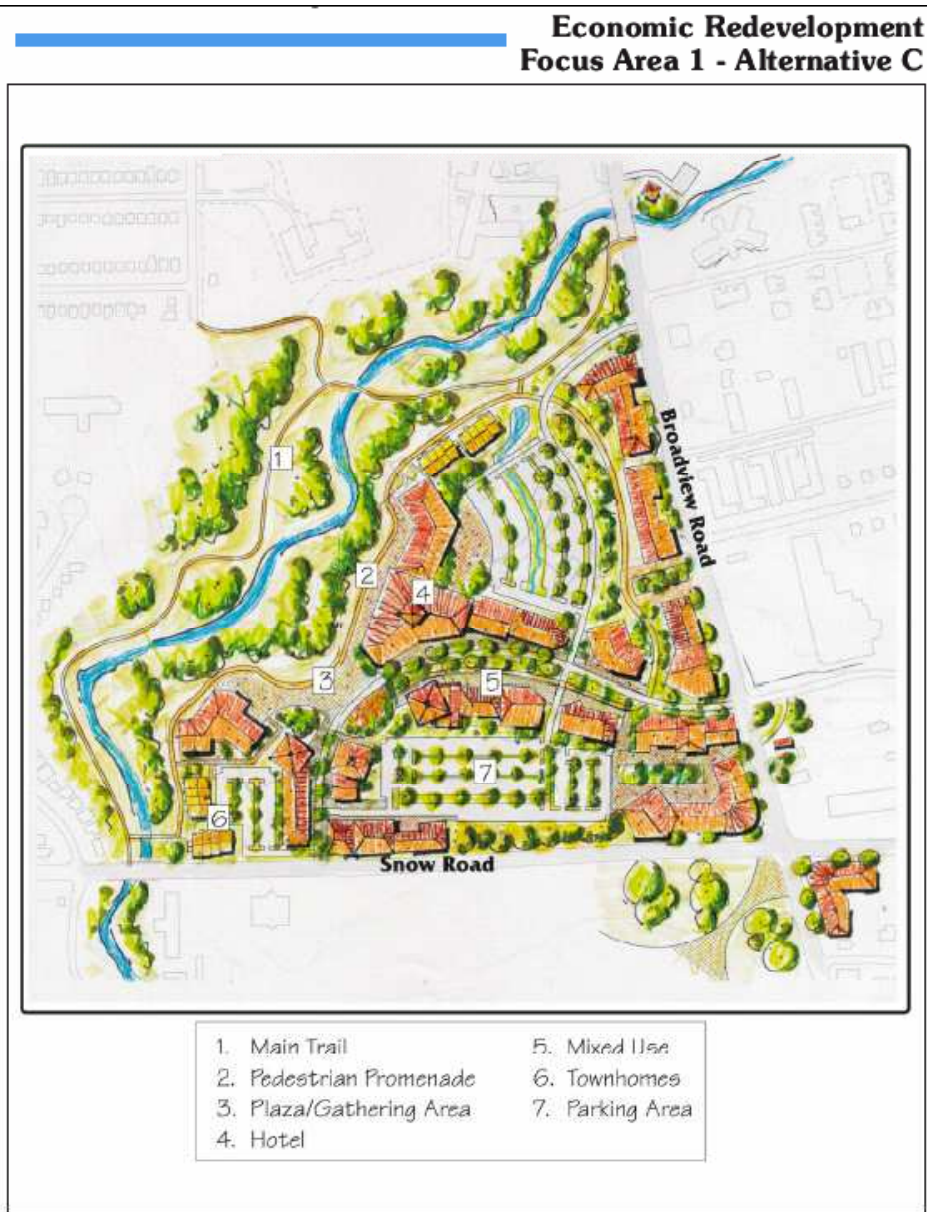 Economic Redevelopment
Focus Area 1 - Alternative C
Broadview Road
1
2
4
3
5
7
6
Snow Road
1. Main Trail
2. Pedestrian Promenade
3. Plaza/Gathering Area
4. Hotel
5. Mixed Use
6. Townhomes
7. Parking Area